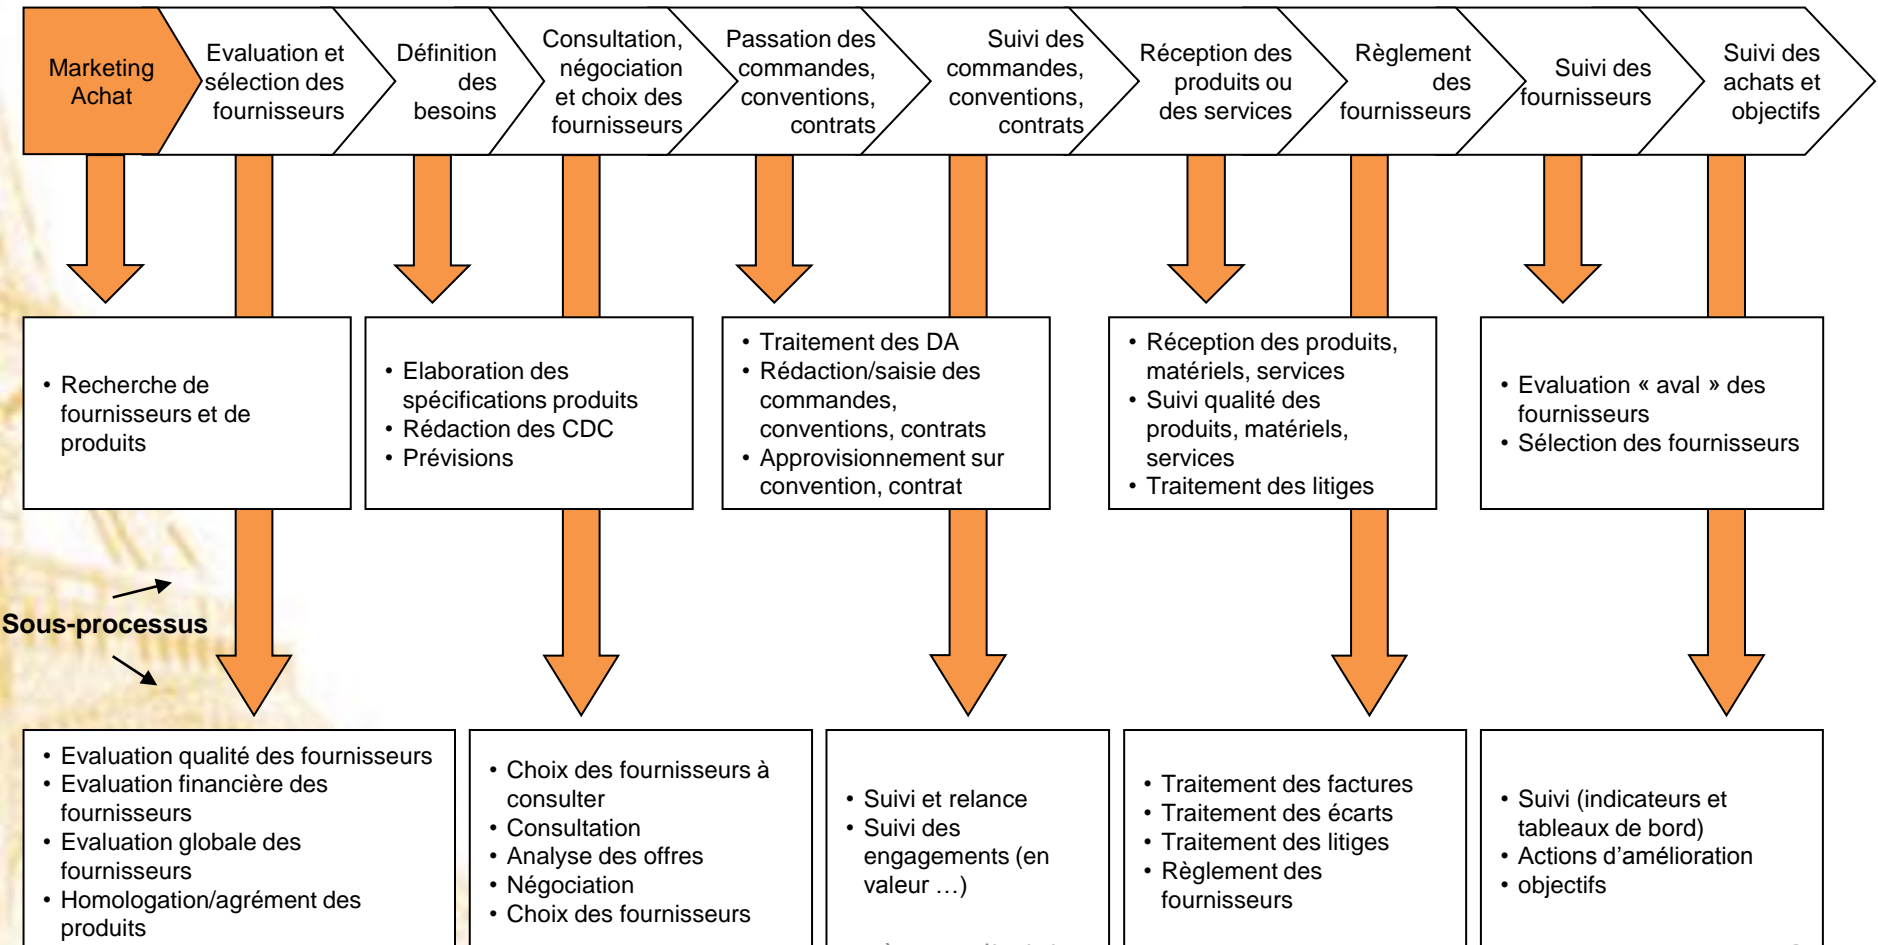 Marketing
Achat
Evaluation et
sélection des
fournisseurs
Définition
des
besoins
Consultation,
négociation
et choix des
fournisseurs
Passation des
commandes,
conventions,
contrats
Suivi des
commandes,
conventions,
contrats
Réception des
produits ou
des services
Règlement
des
fournisseurs
Suivi des
fournisseurs
Suivi des
achats et
objectifs
• Recherche de
fournisseurs et de
produits
• Elaboration des
spécifications produits
• Rédaction des CDC
• Prévisions
• Traitement des DA
• Rédaction/saisie des
commandes,
conventions, contrats
• Approvisionnement sur
convention, contrat
• Réception des produits,
matériels, services
• Suivi qualité des
produits, matériels,
services
• Traitement des litiges
• Evaluation « aval » des
fournisseurs
• Sélection des fournisseurs
Sous-processus
• Evaluation qualité des fournisseurs
• Evaluation financière des
fournisseurs
• Evaluation globale des
fournisseurs
• Homologation/agrément des
produits
• Choix des fournisseurs à
consulter
• Consultation
• Analyse des offres
• Négociation
• Choix des fournisseurs
• Suivi et relance
• Suivi des
engagements (en
valeur …)
• Traitement des factures
• Traitement des écarts
• Traitement des litiges
• Règlement des
fournisseurs
• Suivi (indicateurs et
tableaux de bord)
• Actions d’amélioration
• objectifs